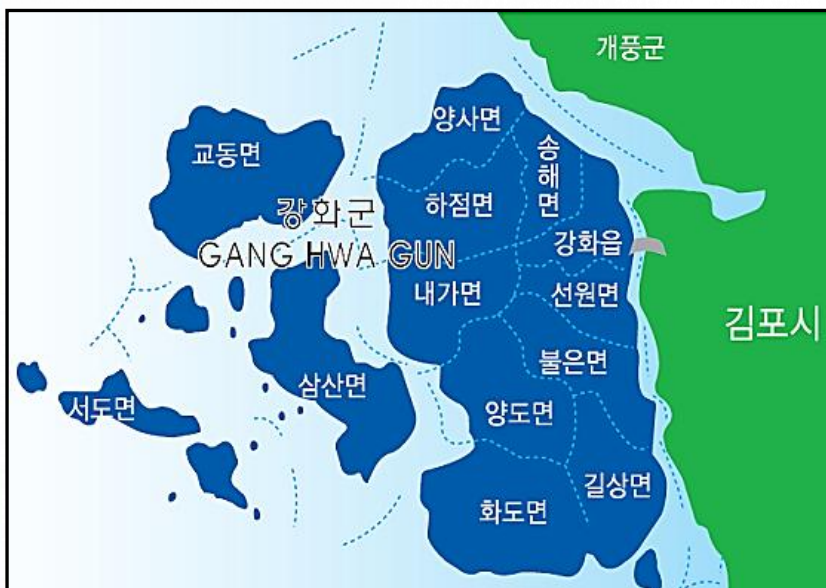 개풍군
양사면
송해면
교동면
하점면
강화군
강화읍
GANG HWA GUN
내가면
선원면
김포시
불은면
삼산면
서도면
양도면
길상면
화도면